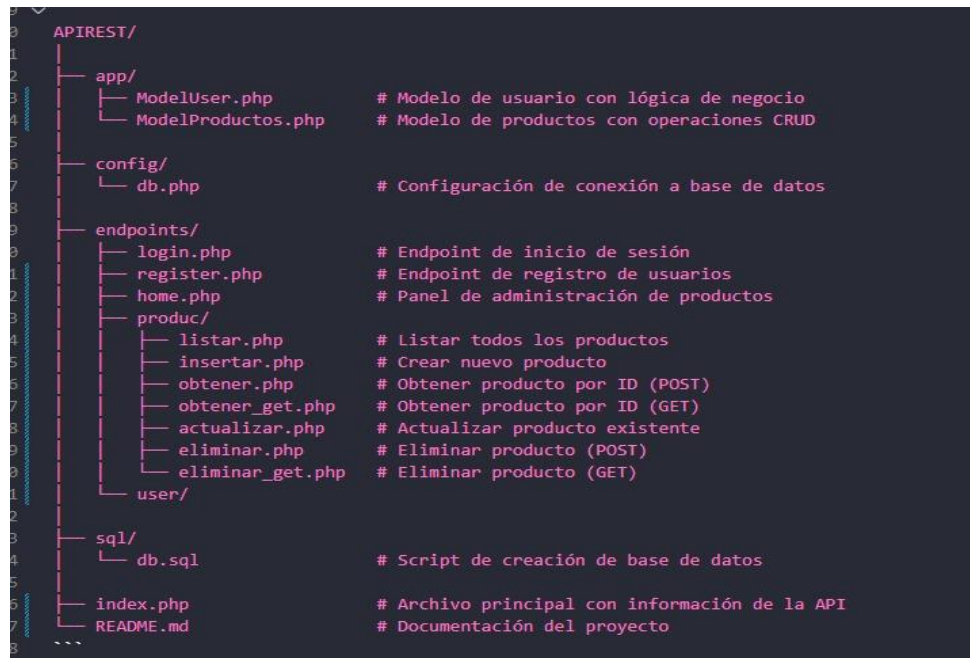 APIREST/
│
├── app/
│   ├── ModelUser.php          # Modelo de usuario con lógica de negocio
│   └── ModelProductos.php     # Modelo de productos con operaciones CRUD
│
├── config/
│   └── db.php                 # Configuración de conexión a base de datos
│
├── endpoints/
│   ├── login.php              # Endpoint de inicio de sesión
│   ├── register.php           # Endpoint de registro de usuarios
│   ├── home.php               # Panel de administración de productos
│   ├── produc/
│   │   ├── listar.php         # Listar todos los productos
│   │   ├── insertar.php       # Crear nuevo producto
│   │   ├── obtener.php        # Obtener producto por ID (POST)
│   │   ├── obtener_get.php    # Obtener producto por ID (GET)
│   │   ├── actualizar.php     # Actualizar producto existente
│   │   ├── eliminar.php       # Eliminar producto (POST)
│   │   └── eliminar_get.php   # Eliminar producto (GET)
│   └── user/
│
├── sql/
│   └── db.sql                 # Script de creación de base de datos
│
├── index.php                  # Archivo principal con información de la API
└── README.md                  # Documentación del proyecto
```